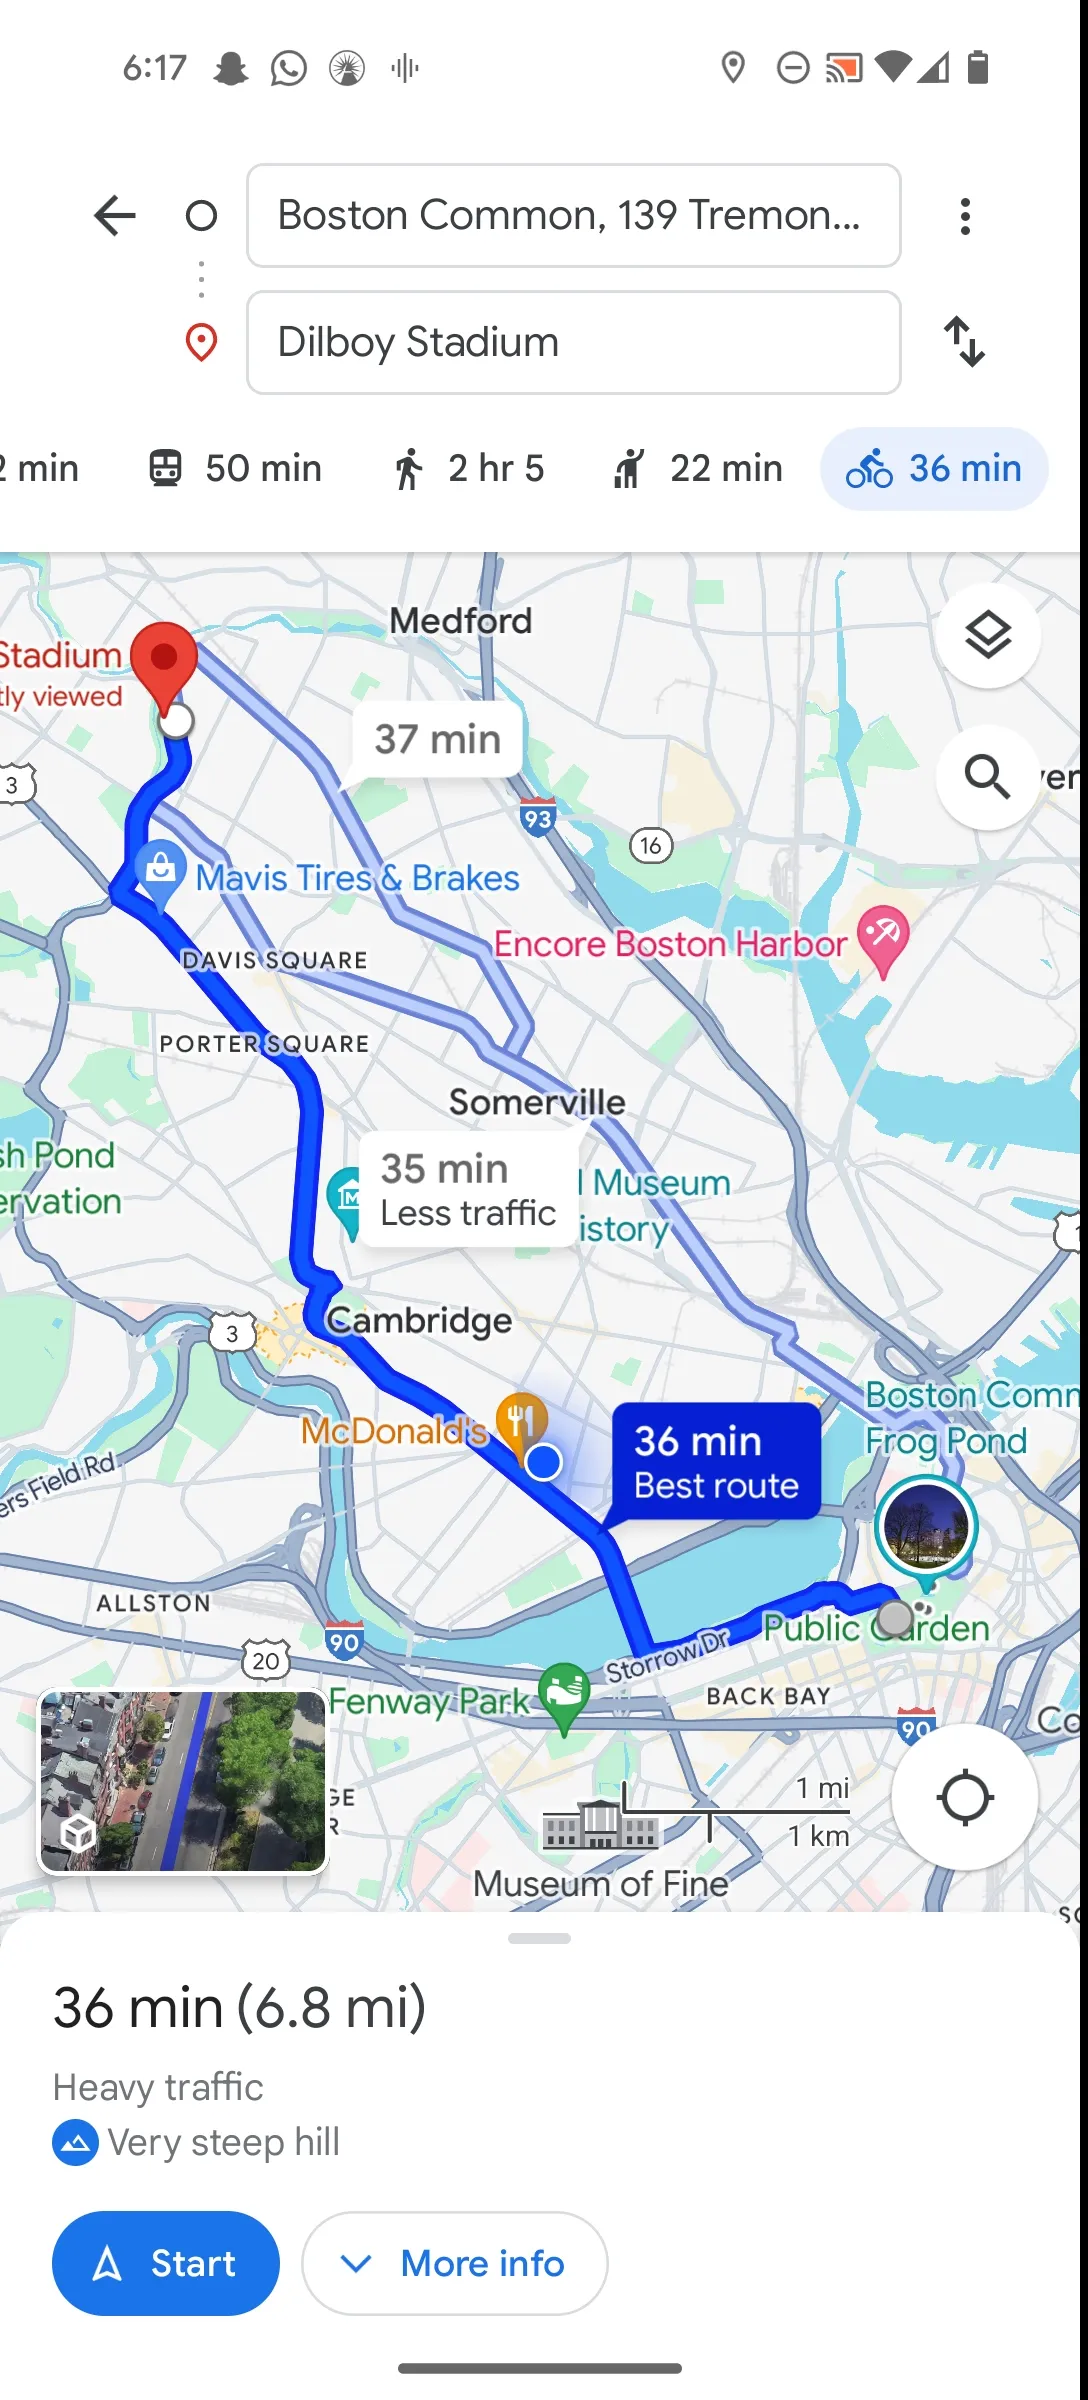 6:17
Boston Common, 139 Tremon...
Dilboy Stadium
2 min
50 min
2 hr 5
22 min
36 min
Medford
Stadium
tly viewed
37 min
3
93
16
Mavis Tires & Brakes
Encore Boston Harbor
DAVIS SQUARE
PORTER SQUARE
Somerville
sh Pond
ervation
35 min
Less traffic
l Museum
istory
3
Cambridge
Boston Comm
Frog Pond
McDonald's
36 min
Best route
ers Field Rd
ALLSTON
90
20
Public Garden
Storrow Dr
Fenway Park
BACK BAY
90
Co
GE
R
1 mi
1 km
Museum of Fine
36 min (6.8 mi)
Heavy traffic
Very steep hill
Start
More info